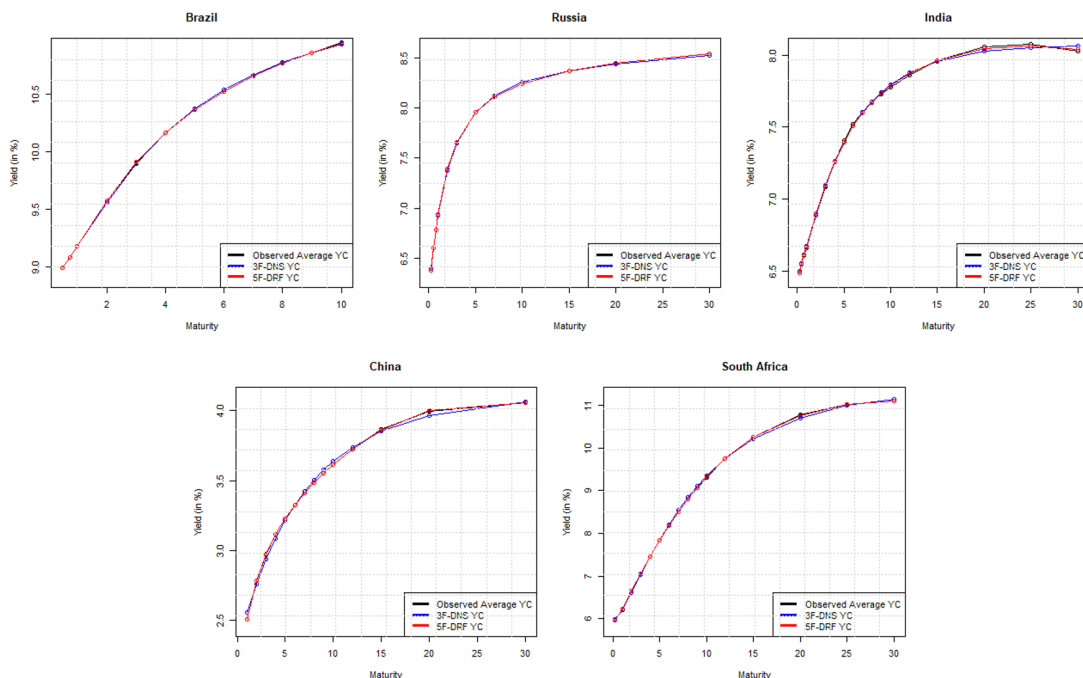 Brazil
Yield (in %)
10.5
10.0
9.5
9.0
Observed Average YC
3F-DNS YC
5F-DRF YC
2 4 6 8 10
Maturity
Russia
Yield (in %)
8.5
8.0
7.5
7.0
6.5
Observed Average YC
3F-DNS YC
5F-DRF YC
0 5 10 15 20 25 30
Maturity
India
Yield (in %)
8.0
7.5
7.0
6.5
Observed Average YC
3F-DNS YC
5F-DRF YC
0 5 10 15 20 25 30
Maturity
China
Yield (in %)
4.0
3.5
3.0
2.5
Observed Average YC
3F-DNS YC
5F-DRF YC
0 5 10 15 20 25 30
Maturity
South Africa
Yield (in %)
11
10
9
8
7
6
Observed Average YC
3F-DNS YC
5F-DRF YC
0 5 10 15 20 25 30
Maturity